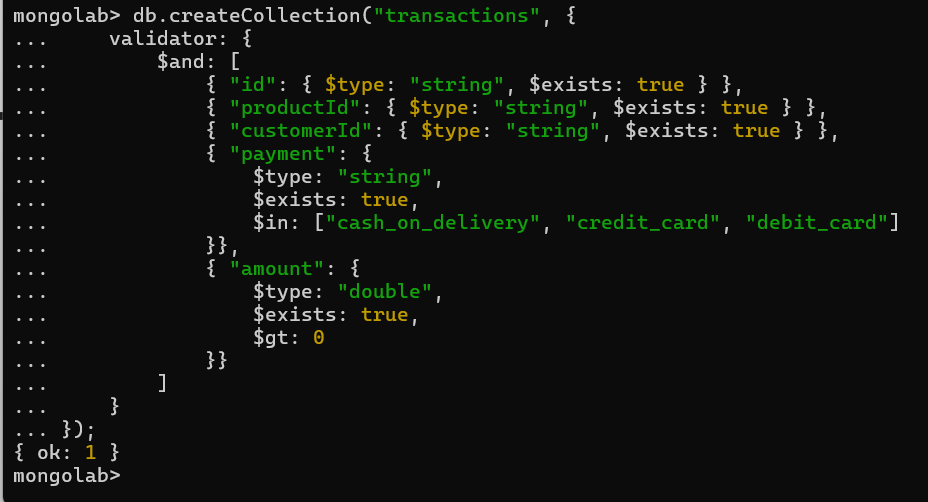 mongolab> db.createCollection("transactions", {
...     validator: {
...         $and: [
...             { "id": { $type: "string", $exists: true } },
...             { "productId": { $type: "string", $exists: true } },
...             { "customerId": { $type: "string", $exists: true } },
...             { "payment": {
...                 $type: "string",
...                 $exists: true,
...                 $in: ["cash_on_delivery", "credit_card", "debit_card"]
...             }},
...             { "amount": {
...                 $type: "double",
...                 $exists: true,
...                 $gt: 0
...             }}
...         ]
...     }
... });
{ ok: 1 }
mongolab>